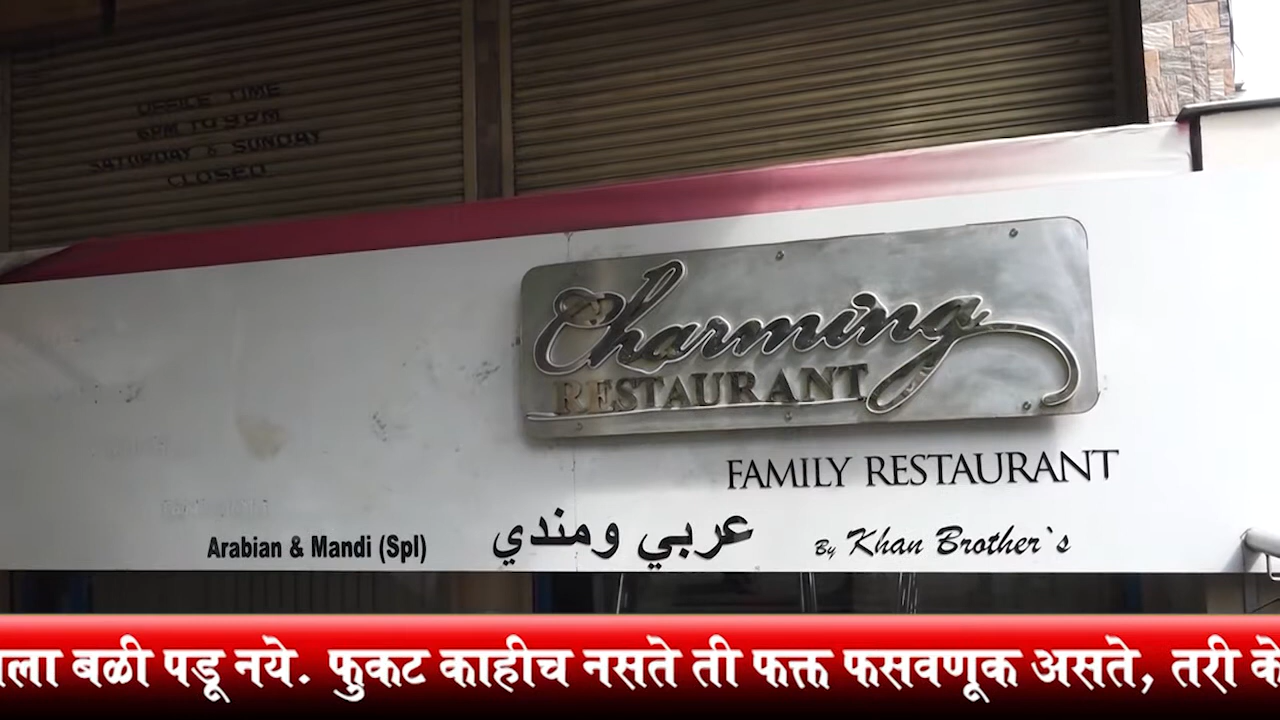 OFFICE TIME
6PM TO 9PM
SATURDAY & SUNDAY
CLOSED
Charming
RESTAURANT
FAMILY RESTAURANT
Arabian & Mandi (Spl)
عربي ومندي
By Khan Brother's
ला बळी पडू नये. फुकट काहीच नसते ती फक्त फसवणूक असते, तरी के